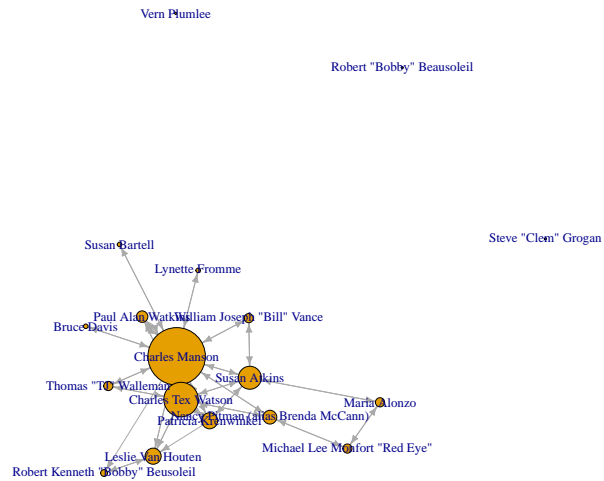 Vern Plumlee
Robert "Bobby" Beausoleil
Steve "Clem" Grogan
Susan Bartell
Lynette Fromme
Paul Alan Watkins
William Joseph "Bill" Vance
Bruce Davis
Charles Manson
Susan Atkins
Thomas "TJ" Walleman
Charles Tex Watson
Maria Alonzo
Nancy Pitman (alias Brenda McCann)
Patricia Krenwinkel
Michael Lee Monfort "Red Eye"
Leslie Van Houten
Robert Kenneth "Bobby" Beusoleil